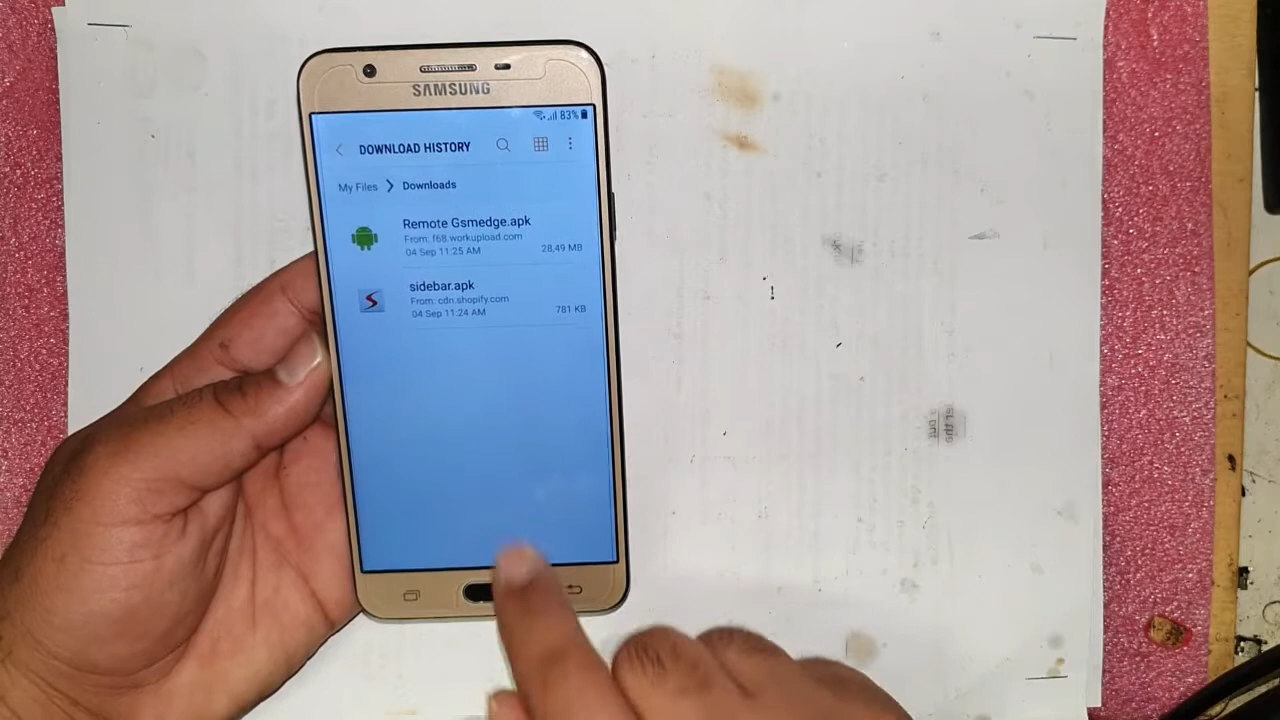 SAMSUNG
83%
DOWNLOAD HISTORY
My Files > Downloads
Remote Gsmedge.apk
From: f68.workupload.com
04 Sep 11:25 AM 28,49 MB
sidebar.apk
From: cdn.shopify.com
04 Sep 11:24 AM 781 KB